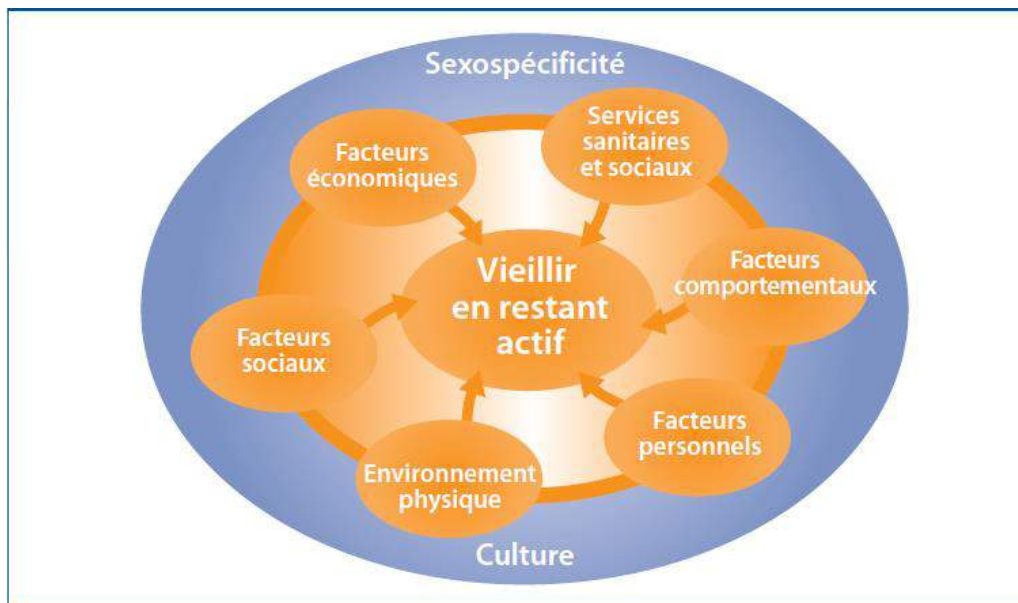 Sexospécificité
Facteurs
économiques
Services
sanitaires
et sociaux
Vieillir
en restant
actif
Facteurs
comportementaux
Facteurs
sociaux
Facteurs
personnels
Environnement
physique
Culture